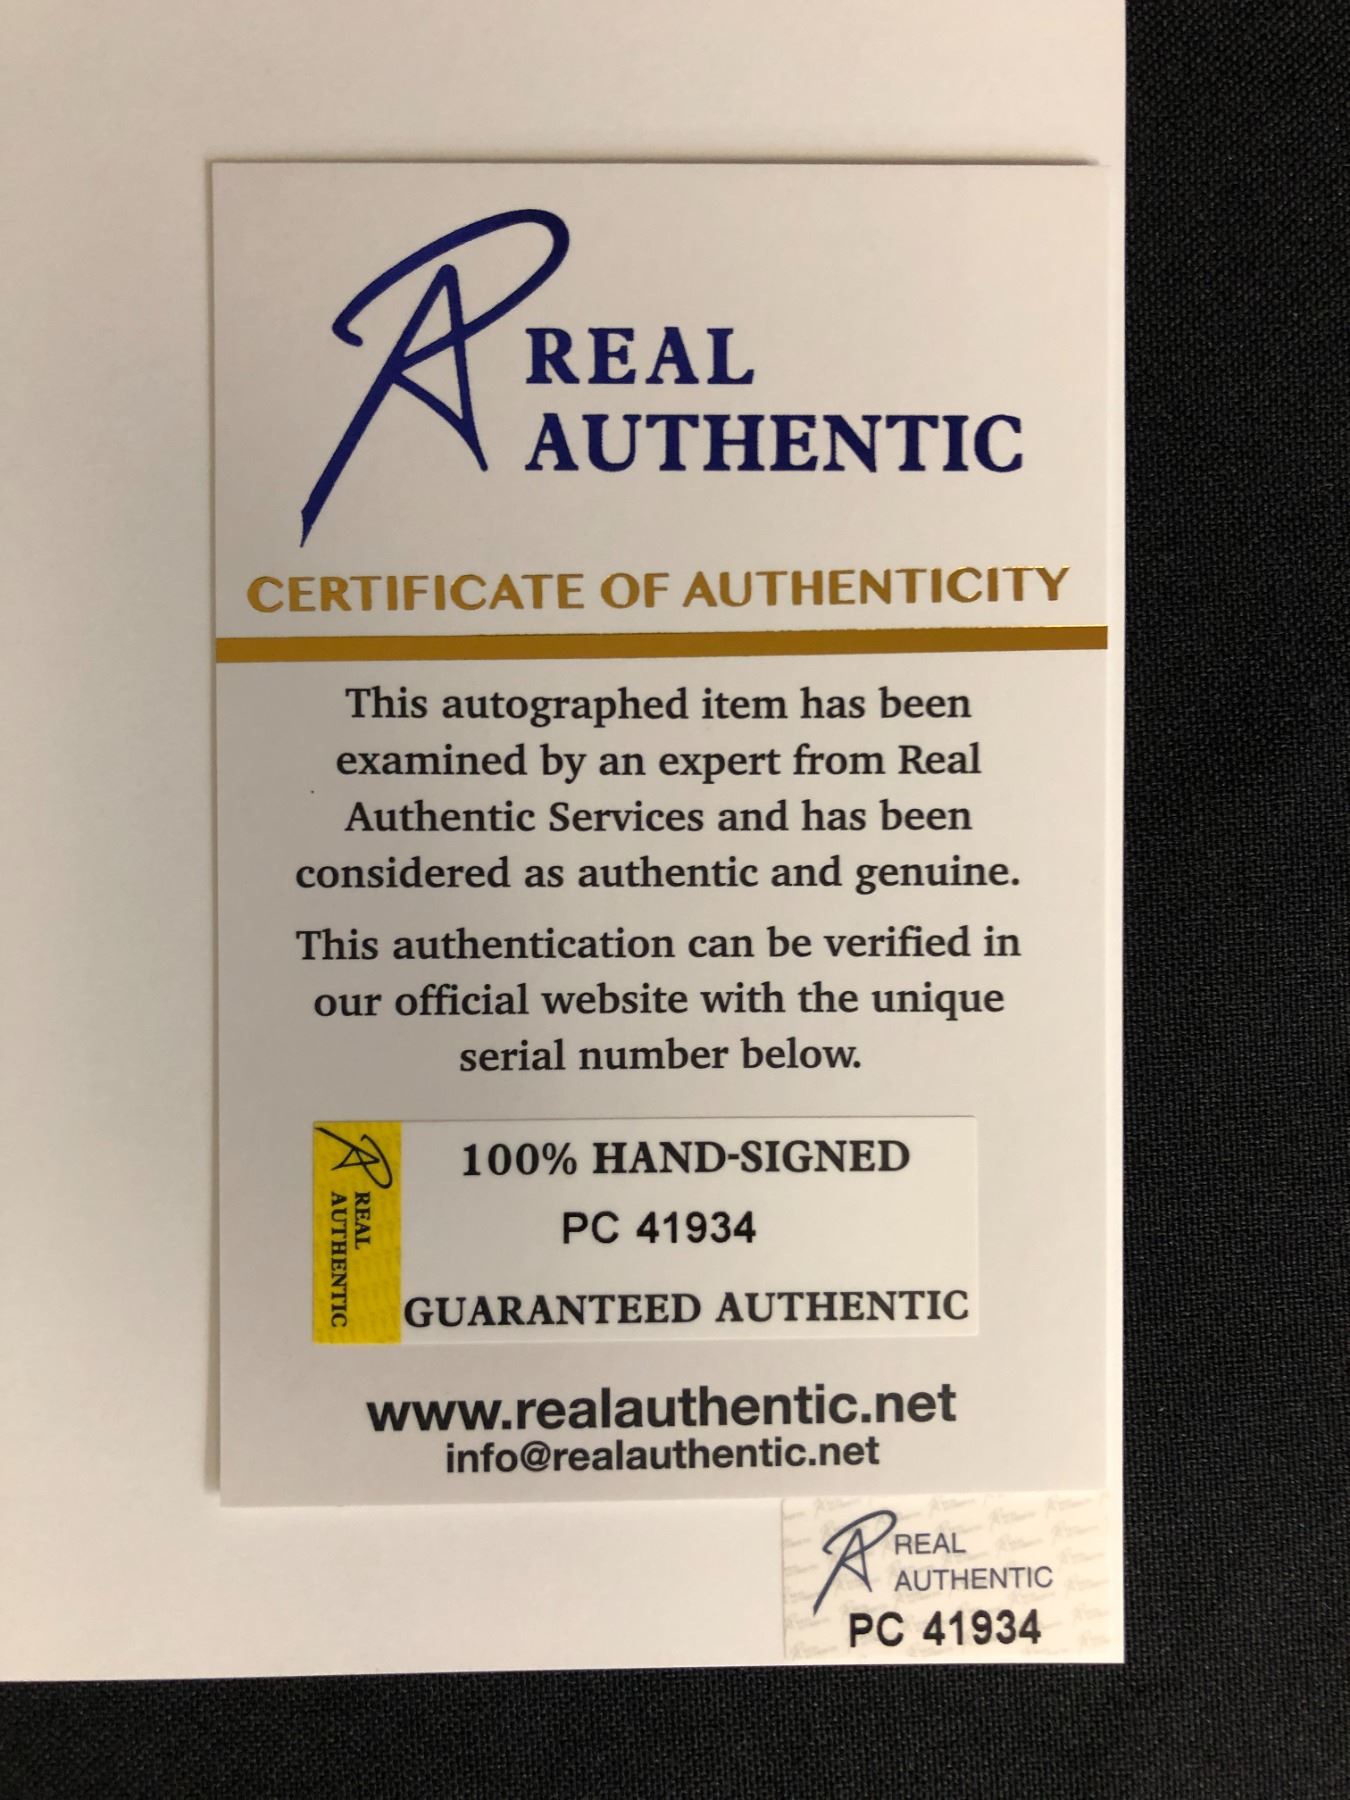 REAL
AUTHENTIC
CERTIFICATE OF AUTHENTICITY
This autographed item has been
examined by an expert from Real
Authentic Services and has been
considered as authentic and genuine.
This authentication can be verified in
our official website with the unique
serial number below.
REAL
AUTHENTIC
100% HAND-SIGNED
PC 41934
GUARANTEED AUTHENTIC
www.realauthentic.net
info@realauthentic.net
REAL
AUTHENTIC
PC 41934